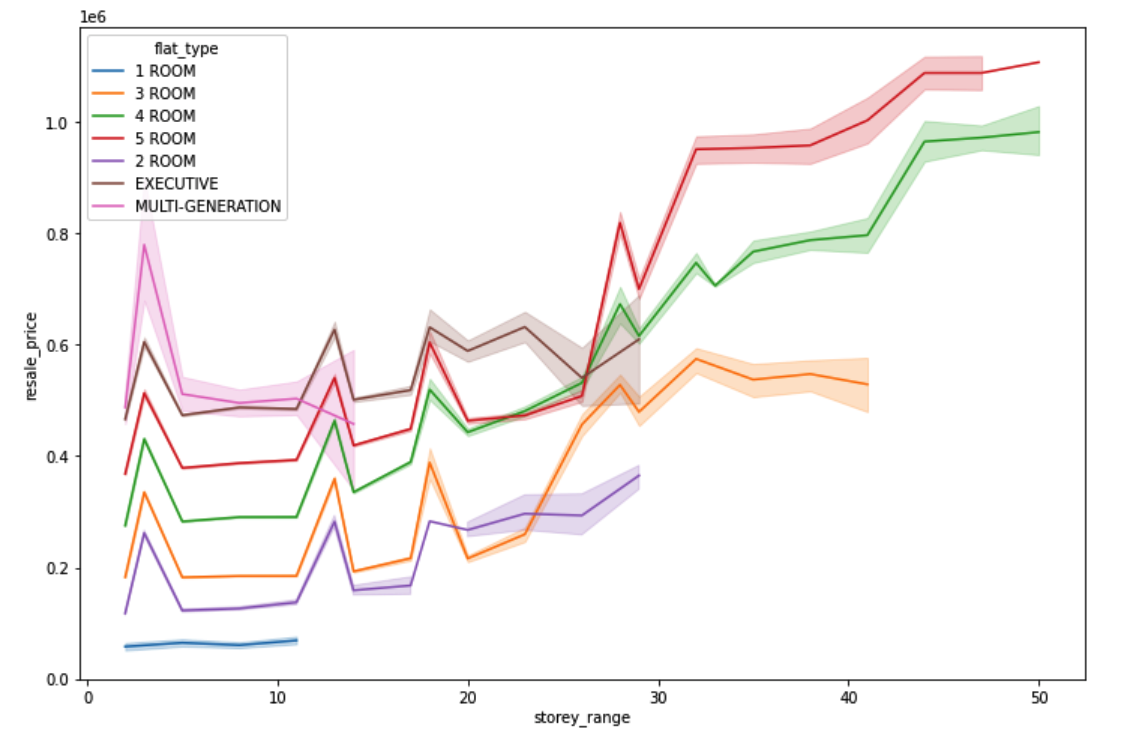 1e6
flat_type
1 ROOM
3 ROOM
4 ROOM
5 ROOM
2 ROOM
EXECUTIVE
MULTI-GENERATION
1.0
0.8
0.6
0.4
0.2
0.0
resale_price
0 10 20 30 40 50
storey_range